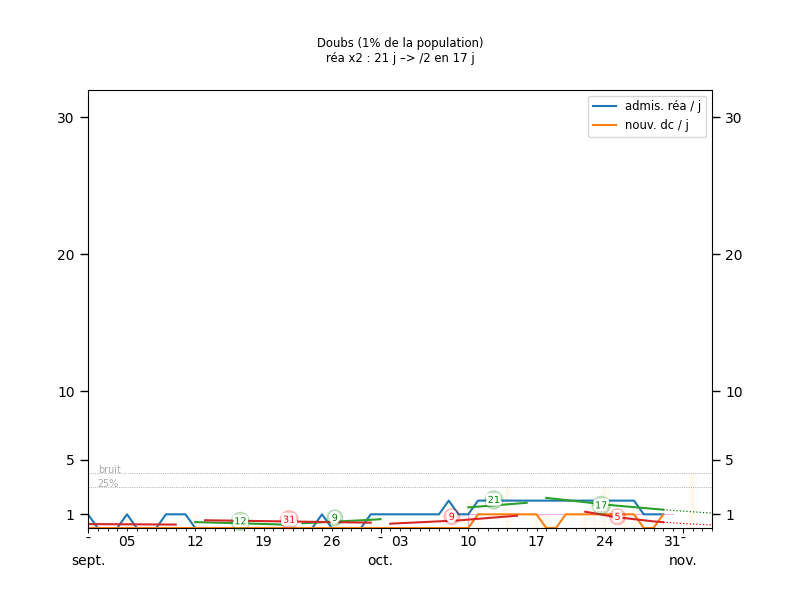 Doubs (1% de la population)
réa x2 : 21 j –> /2 en 17 j
admis. réa / j
nouv. dc / j
30 30
20 20
10 10
5 5
bruit
25%
1 1
12 31 9 9 21 17 5
- 05 12 19 26 - 03 10 17 24 31 -
sept. oct. nov.